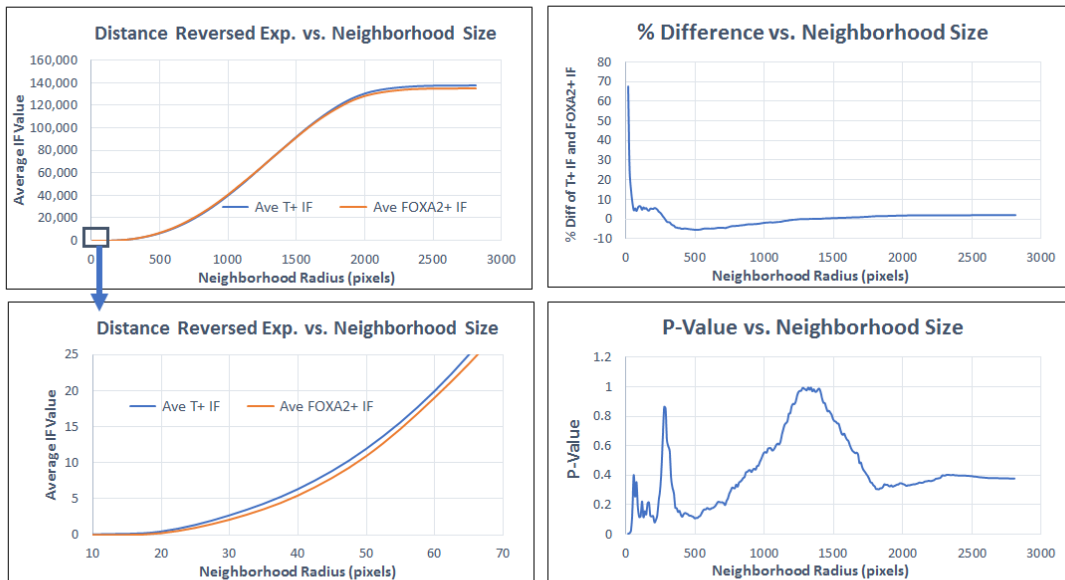 Distance Reversed Exp. vs. Neighborhood Size
Average IF Value
160,000
140,000
120,000
100,000
80,000
60,000
40,000
20,000
0
Ave T+ IF
Ave FOXA2+ IF
0 500 1000 1500 2000 2500 3000
Neighborhood Radius (pixels)
% Difference vs. Neighborhood Size
% Diff of T+ IF and FOXA2+ IF
80
70
60
50
40
30
20
10
0
-10
0 500 1000 1500 2000 2500 3000
Neighborhood Radius (pixels)
Distance Reversed Exp. vs. Neighborhood Size
Average IF Value
25
20
15
10
5
0
Ave T+ IF
Ave FOXA2+ IF
10 20 30 40 50 60 70
Neighborhood Radius (pixels)
P-Value vs. Neighborhood Size
P-Value
1.2
1
0.8
0.6
0.4
0.2
0
0 500 1000 1500 2000 2500 3000
Neighborhood Radius (pixels)